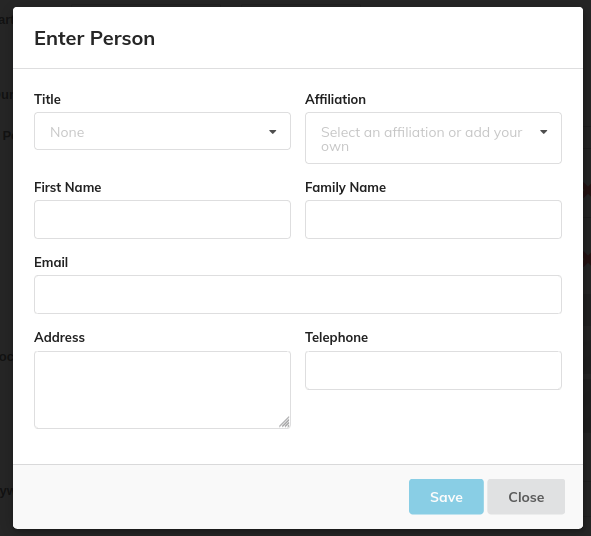 Enter Person
Title
Affiliation
None
Select an affiliation or add your
own
First Name
Family Name
Email
Address
Telephone
Save
Close